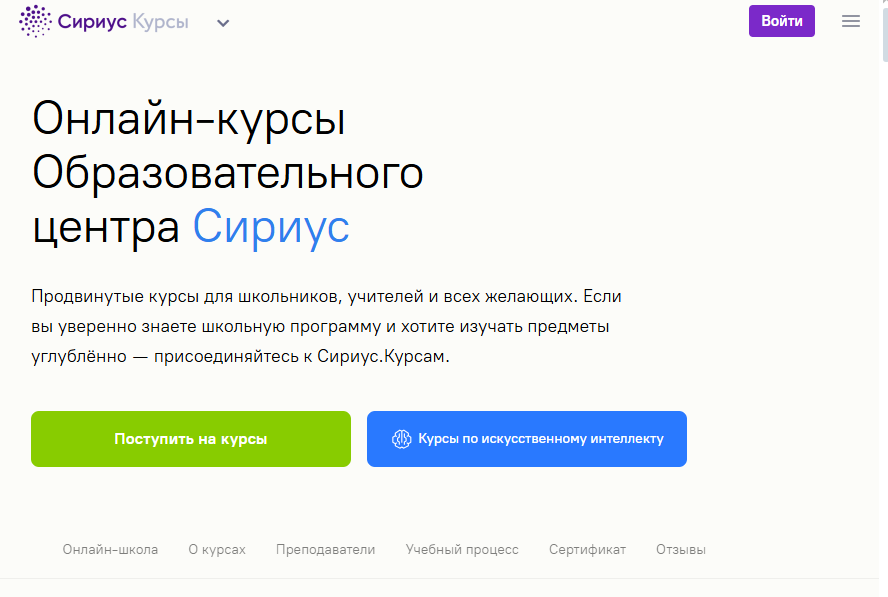 Сириус Курсы
Войти
Онлайн-курсы
Образовательного
центра Сириус
Продвинутые курсы для школьников, учителей и всех желающих. Если
вы уверенно знаете школьную программу и хотите изучать предметы
углублённо — присоединяйтесь к Сириус.Курсам.
Поступить на курсы
Курсы по искусственному интеллекту
Онлайн-школа О курсах Преподаватели Учебный процесс Сертификат Отзывы